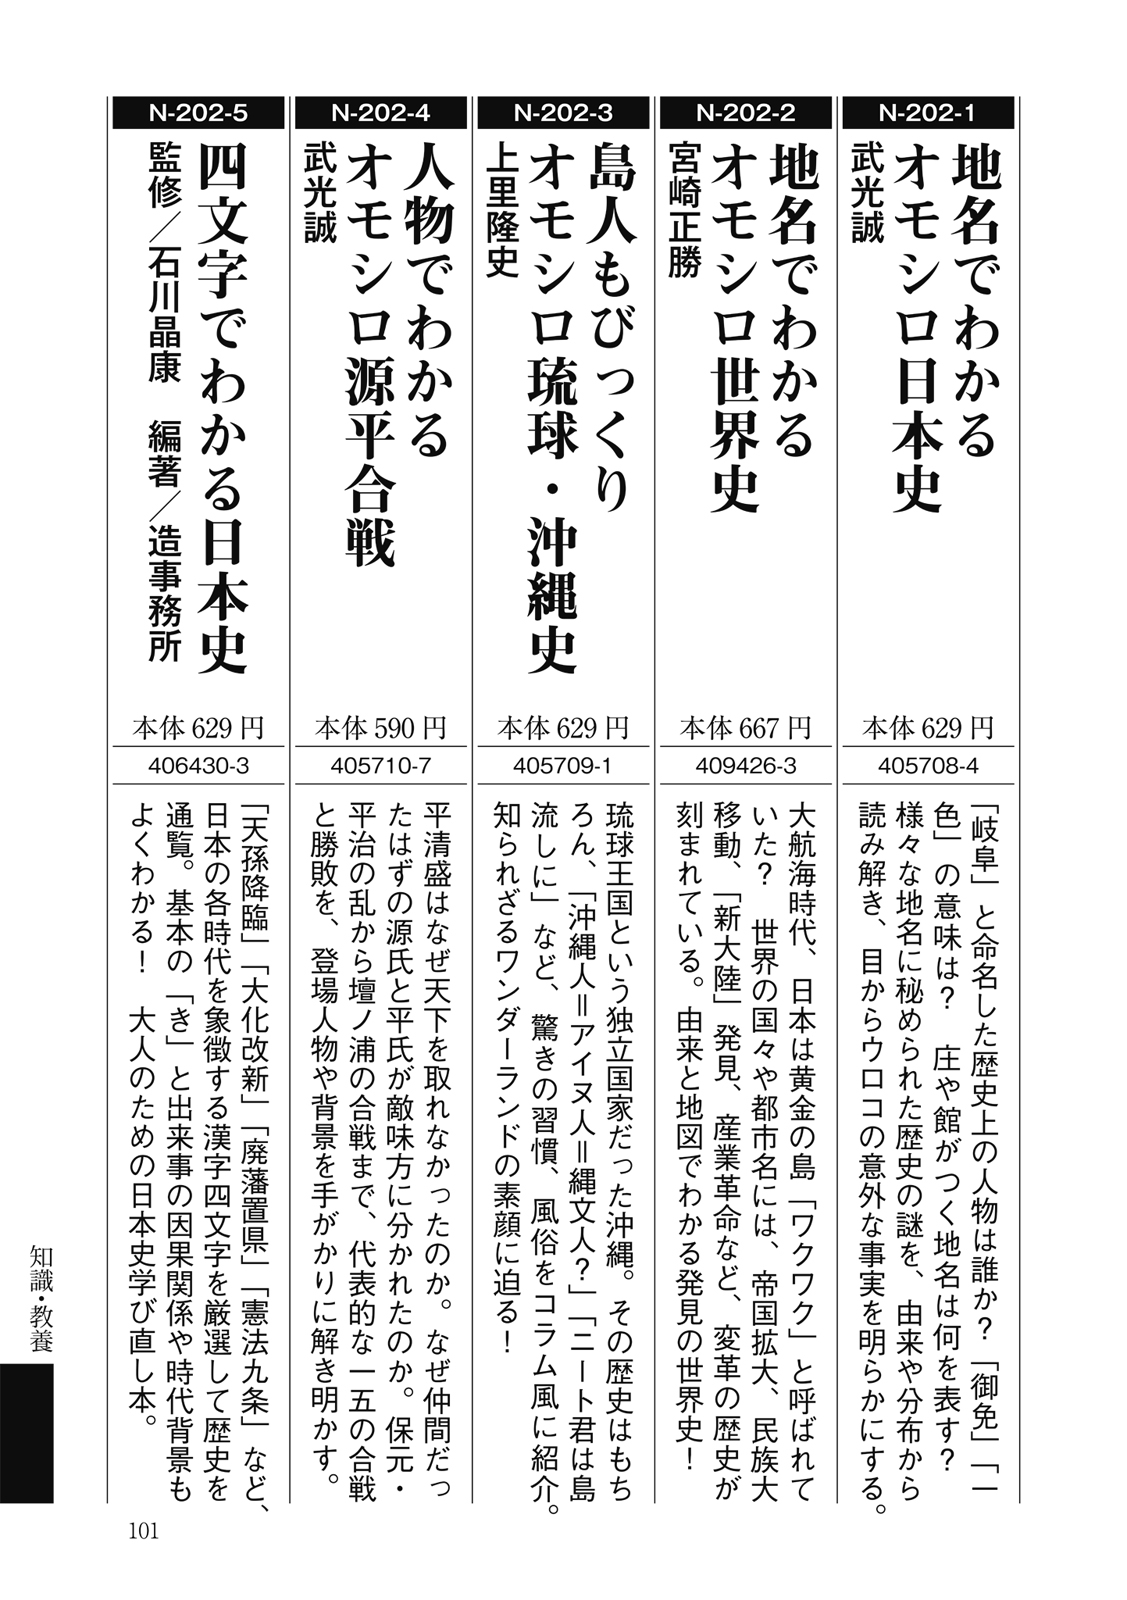 N-202-1
地名でわかる
オモシロ日本史
武光誠
本体629円
405708-4
「岐阜」と命名した歴史上の人物は誰か？「御免」「一
色」の意味は？　庄や館がつく地名は何を表す？
様々な地名に秘められた歴史の謎を、由来や分布から
読み解き、目からウロコの意外な事実を明らかにする。
N-202-2
地名でわかる
オモシロ世界史
宮崎正勝
本体667円
409426-3
大航海時代、日本は黄金の島「ワクワク」と呼ばれて
いた？　世界の国々や都市名には、帝国拡大、民族大
移動、「新大陸」発見、産業革命など、変革の歴史が
刻まれている。由来と地図でわかる発見の世界史！
N-202-3
島人もびっくり
オモシロ琉球・沖縄史
上里隆史
本体629円
405709-1
琉球王国という独立国家だった沖縄。その歴史はもち
ろん、「沖縄人＝アイヌ人＝縄文人？」「ニート君は島
流しに」など、驚きの習慣、風俗をコラム風に紹介。
知られざるワンダーランドの素顔に迫る！
N-202-4
人物でわかる
オモシロ源平合戦
武光誠
本体590円
405710-7
平清盛はなぜ天下を取れなかったのか。なぜ仲間だっ
たはずの源氏と平氏が敵味方に分かれたのか。保元・
平治の乱から壇ノ浦の合戦まで、代表的な一五の合戦
と勝敗を、登場人物や背景を手がかりに解き明かす。
N-202-5
四文字でわかる日本史
監修／石川晶康　編著／造事務所
本体629円
406430-3
「天孫降臨」「大化改新」「廃藩置県」「憲法九条」など、
日本の各時代を象徴する漢字四文字を厳選して歴史を
通覧。基本の「き」と出来事の因果関係や時代背景も
よくわかる！　大人のための日本史学び直し本。
知識・教養
101